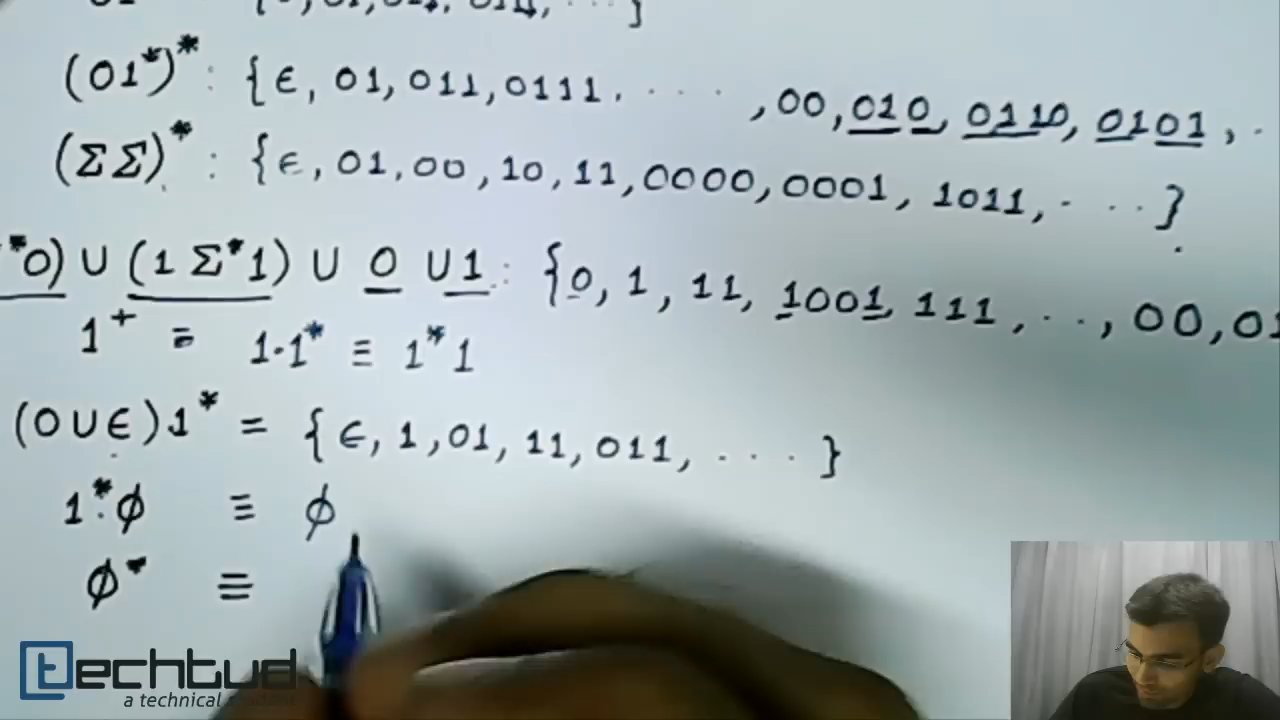 (01*)* : {ϵ, 01, 011, 0111. · · · , 00, 010, 0110, 0101, ·
(ΣΣ)* : {ϵ, 01, 00, 10, 11, 0000, 0001, 1011, · · · · }
*0) ∪ (1 Σ*1) ∪ 0 ∪ 1 : {0, 1, 11, 1001, 111, · · , 00, 01
1⁺ = 1·1* ≡ 1*1
(0∪ϵ)1* = {ϵ, 1, 01, 11, 011, · · · · }
1*·ϕ ≡ ϕ
ϕ* ≡
techtud
a technical